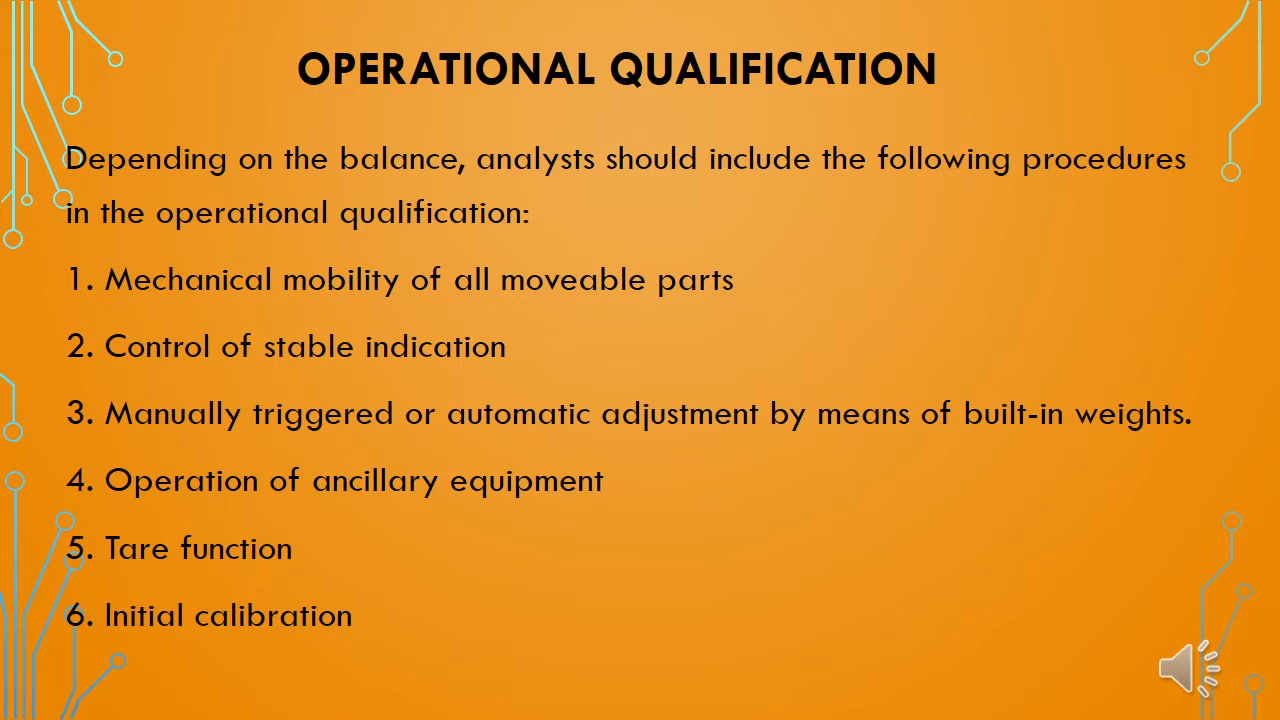 OPERATIONAL QUALIFICATION
Depending on the balance, analysts should include the following procedures
in the operational qualification:
1. Mechanical mobility of all moveable parts
2. Control of stable indication
3. Manually triggered or automatic adjustment by means of built-in weights.
4. Operation of ancillary equipment
5. Tare function
6. Initial calibration